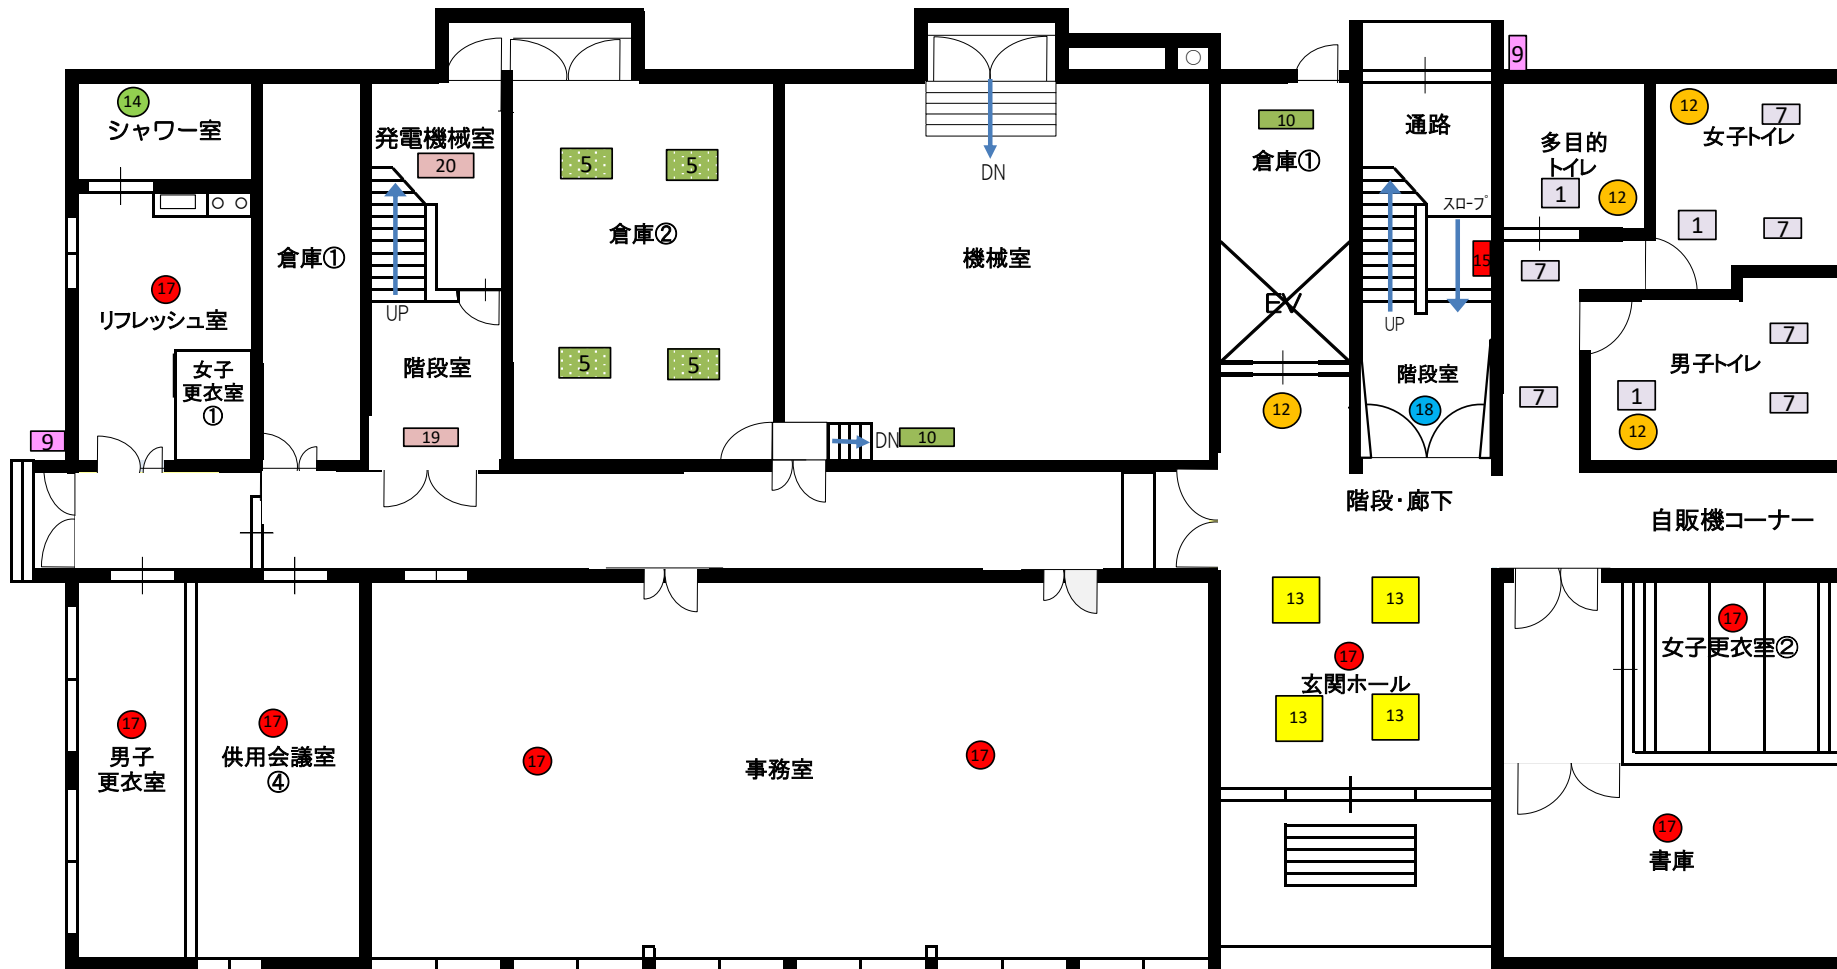 9
14
シャワー室
発電機械室
20
5
5
倉庫②
DN
機械室
10
倉庫①
通路
スロープ
15
UP
多目的
トイレ
1
12
12
7
女子トイレ
1
7
7
倉庫①
UP
17
リフレッシュ室
女子
更衣室
①
階段室
19
5
5
DN
10
EV
12
階段室
18
7
7
男子トイレ
1
12
7
9
階段・廊下
自販機コーナー
13
13
17
玄関ホール
13
13
17
女子更衣室②
17
男子
更衣室
17
供用会議室
④
17
事務室
17
17
書庫